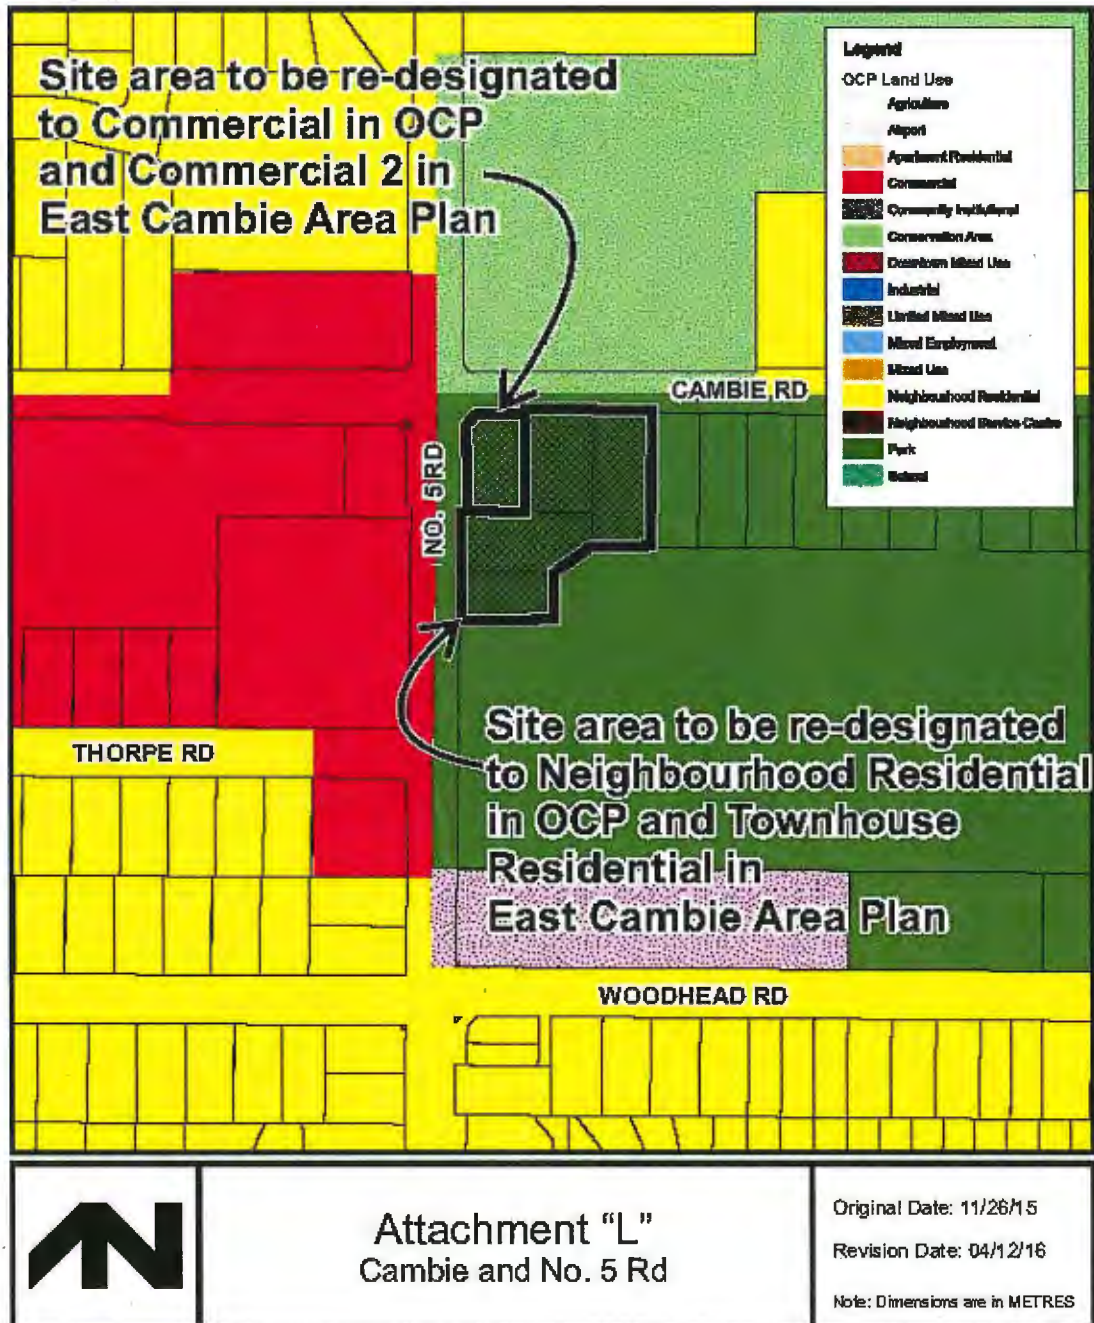 Site area to be re-designated
to Commercial in OCP
and Commercial 2 in
East Cambie Area Plan
Legend
OCP Land Use
Agriculture
Airport
Apartment Residential
Commercial
Community Institutional
Conservation Area
Downtown Mixed Use
Industrial
Limited Mixed Use
Mixed Employment
Mixed Use
Neighbourhood Residential
Neighbourhood Service Centre
Park
School
CAMBIE RD
NO. 5 RD
THORPE RD
Site area to be re-designated
to Neighbourhood Residential
in OCP and Townhouse
Residential in
East Cambie Area Plan
WOODHEAD RD
Attachment “L”
Cambie and No. 5 Rd
Original Date: 11/26/15
Revision Date: 04/12/16
Note: Dimensions are in METRES